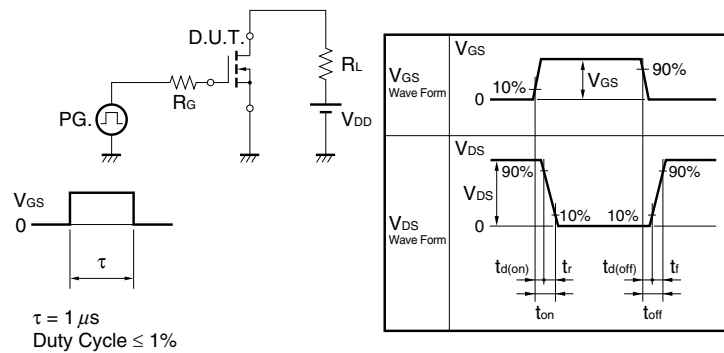 D.U.T.
RL
RG
PG.
VDD
VGS
0
τ
τ = 1 μs
Duty Cycle ≤ 1%
VGS
Wave Form
VGS
10%
VGS
90%
0
VDS
Wave Form
VDS
90%
VDS
90%
10%
10%
0
td(on)
tr
td(off)
tf
ton
toff